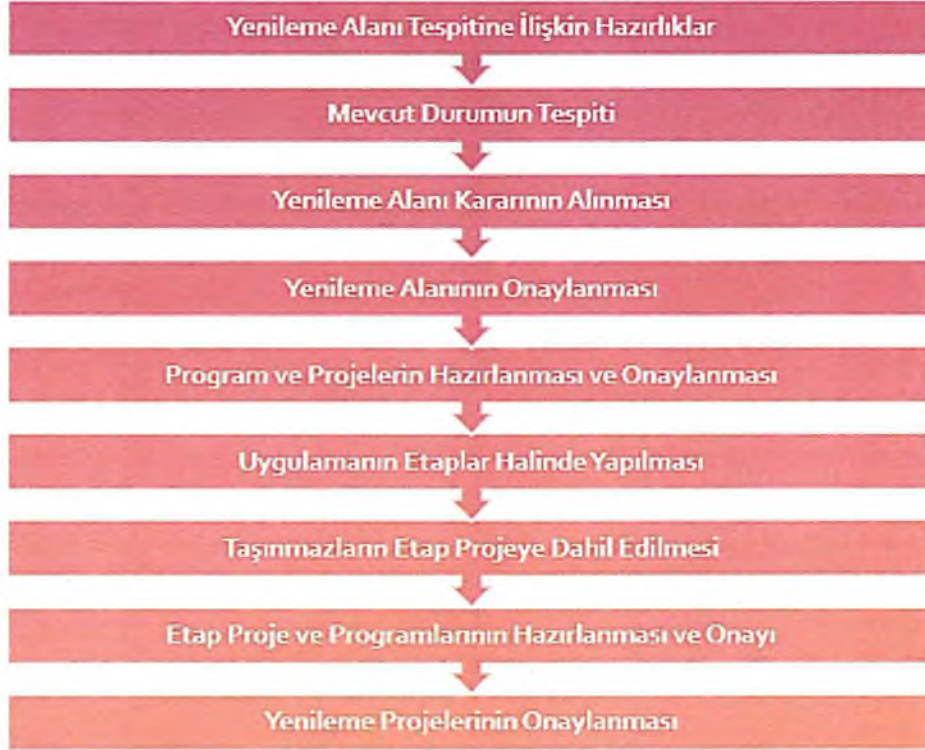 Yenileme Alanı Tespitine İlişkin Hazırlıklar
Mevcut Durumun Tespiti
Yenileme Alanı Kararının Alınması
Yenileme Alanının Onaylanması
Program ve Projelerin Hazırlanması ve Onaylanması
Uygulamanın Etaplar Halinde Yapılması
Taşınmazların Etap Projeye Dahil Edilmesi
Etap Proje ve Programlarının Hazırlanması ve Onayı
Yenileme Projelerinin Onaylanması